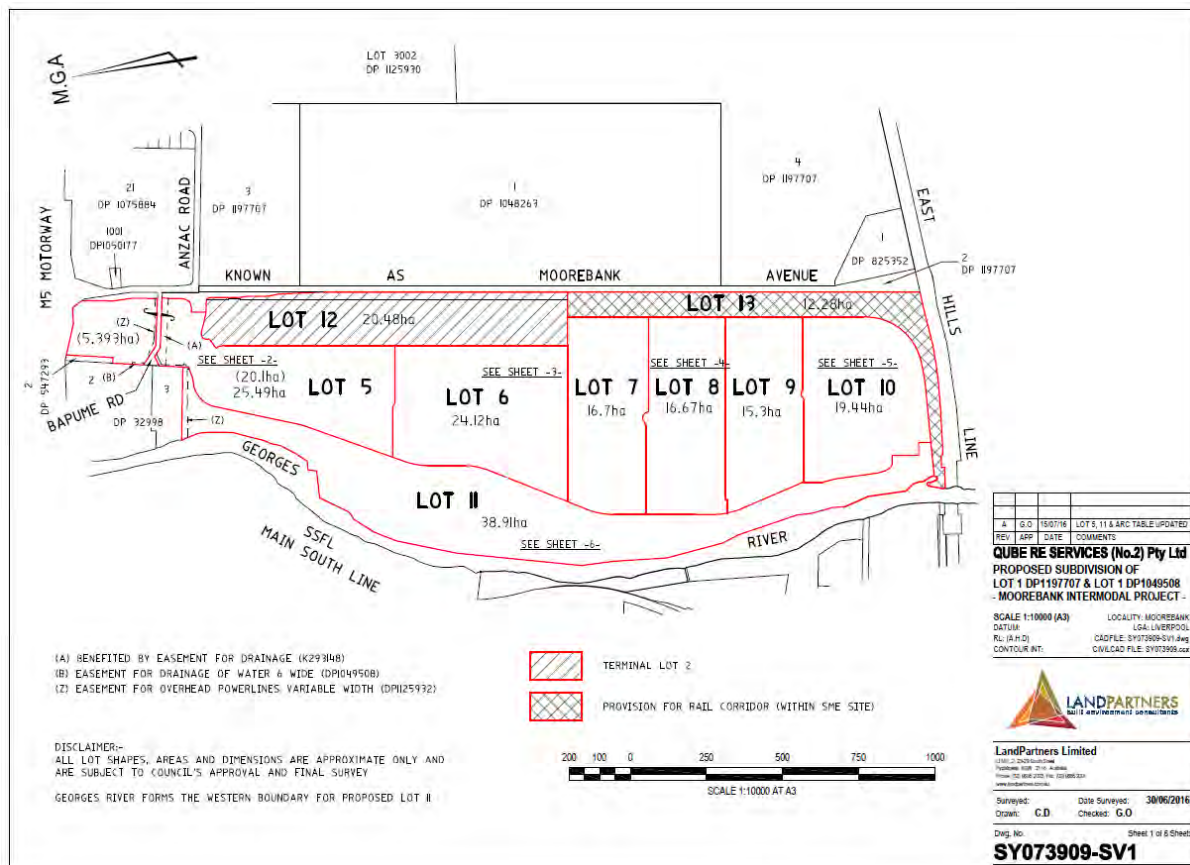 M.G.A
LOT 3002
DP 1125930
M5 MOTORWAY
21
DP 1075884
1001
DP1050177
ANZAC ROAD
3
DP 1197707
1
DP 1048263
4
DP 1197707
1
DP 825352
2
DP 1197707
EAST
HILLS
LINE
KNOWN AS MOOREBANK AVENUE
(Z)
(5.393ha)
(A)
2
DP 547293
2 (B)
BAPUME RD
3
DP 32998
(Z)
LOT 12 20.48ha
LOT 13 12.28ha
SEE SHEET -2-
(20.1ha)
25.49ha
LOT 5
SEE SHEET -3-
LOT 6
24.12ha
LOT 7
16.7ha
SEE SHEET -4-
LOT 8
16.67ha
LOT 9
15.3ha
SEE SHEET -5-
LOT 10
19.44ha
GEORGES
RIVER
LOT 11
38.91ha
SEE SHEET -6-
SSFL
MAIN SOUTH LINE
(A) BENEFITED BY EASEMENT FOR DRAINAGE (K293148)
(B) EASEMENT FOR DRAINAGE OF WATER 6 WIDE (DP1049508)
(Z) EASEMENT FOR OVERHEAD POWERLINES VARIABLE WIDTH (DP1125932)
TERMINAL LOT 2
PROVISION FOR RAIL CORRIDOR (WITHIN SME SITE)
DISCLAIMER:-
ALL LOT SHAPES, AREAS AND DIMENSIONS ARE APPROXIMATE ONLY AND
ARE SUBJECT TO COUNCIL'S APPROVAL AND FINAL SURVEY
GEORGES RIVER FORMS THE WESTERN BOUNDARY FOR PROPOSED LOT 11
200 100 0 250 500 750 1000
SCALE 1:10000 AT A3
A G.O 15/07/16 LOT 5, 11 & ARC TABLE UPDATED
REV APP DATE COMMENTS
QUBE RE SERVICES (No.2) Pty Ltd
PROPOSED SUBDIVISION OF
LOT 1 DP1197707 & LOT 1 DP1049508
- MOOREBANK INTERMODAL PROJECT -
SCALE 1:10000 (A3) LOCALITY: MOOREBANK
DATUM: LGA: LIVERPOOL
RL: (A.H.D) CADFILE: SY073909-SV1.dwg
CONTOUR INT: CIVILCAD FILE: SY073909.ccx
LANDPARTNERS
built environment consultants
LandPartners Limited
Surveyed: Date Surveyed: 30/06/2016
Drawn: C.D Checked: G.O
Dwg. No. Sheet 1 of 6 Sheets
SY073909-SV1